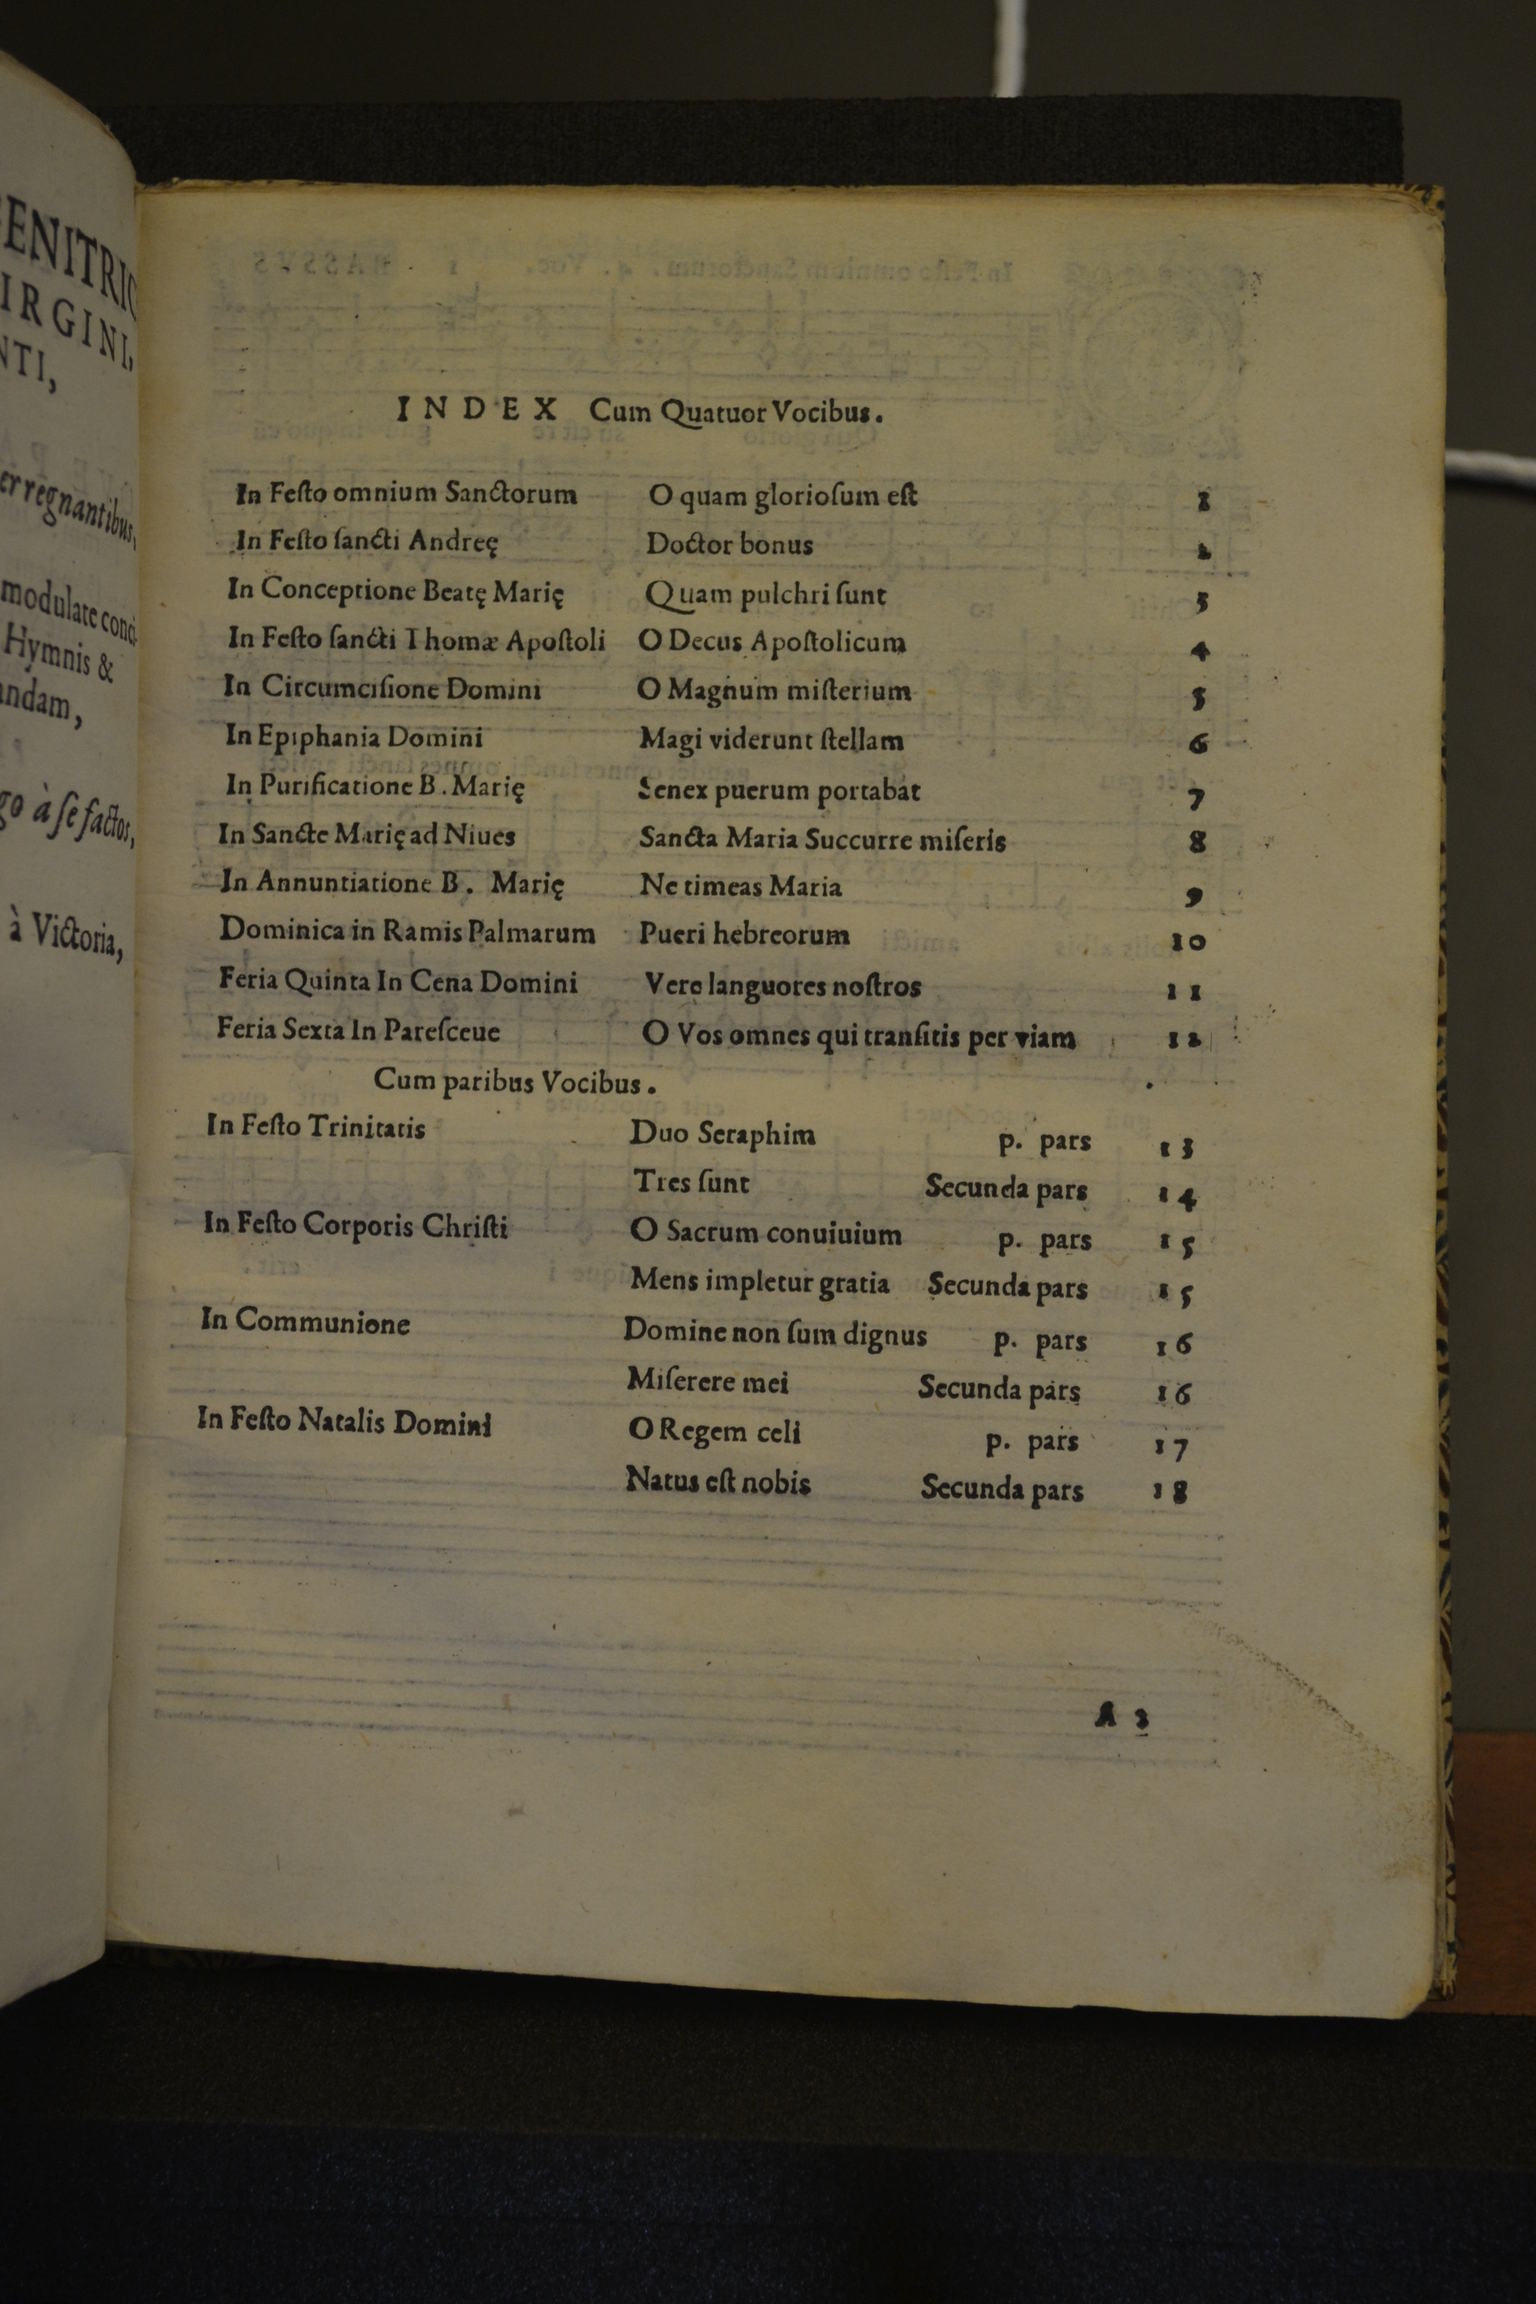 ENITRIC
IRGINI,
NTI,
er regnantibus,
modulate conci
Hymnis &
andam,
go à ſe factos,
à Victoria,
INDEX Cum Quatuor Vocibus.
In Feſto omnium Sanctorum O quam glorioſum eſt 1
In Feſto ſancti Andreę Doctor bonus 2
In Conceptione Beatę Marię Quam pulchri ſunt 3
In Feſto ſancti Thomæ Apoſtoli O Decus Apoſtolicum 4
In Circumciſione Domini O Magnum miſterium 5
In Epiphania Domini Magi viderunt ſtellam 6
In Purificatione B. Marię Senex puerum portabat 7
In Sancte Marię ad Niues Sancta Maria Succurre miſeris 8
In Annuntiatione B. Marię Ne timeas Maria 9
Dominica in Ramis Palmarum Pueri hebreorum 10
Feria Quinta In Cena Domini Vere languores noſtros 11
Feria Sexta In Pareſceue O Vos omnes qui tranſitis per viam 12
Cum paribus Vocibus.
In Feſto Trinitatis Duo Seraphim p. pars 13
Tres ſunt Secunda pars 14
In Feſto Corporis Chriſti O Sacrum conuiuium p. pars 15
Mens impletur gratia Secunda pars 15
In Communione Domine non ſum dignus p. pars 16
Miſerere mei Secunda pars 16
In Feſto Natalis Domini O Regem celi p. pars 17
Natus eſt nobis Secunda pars 18
A 2